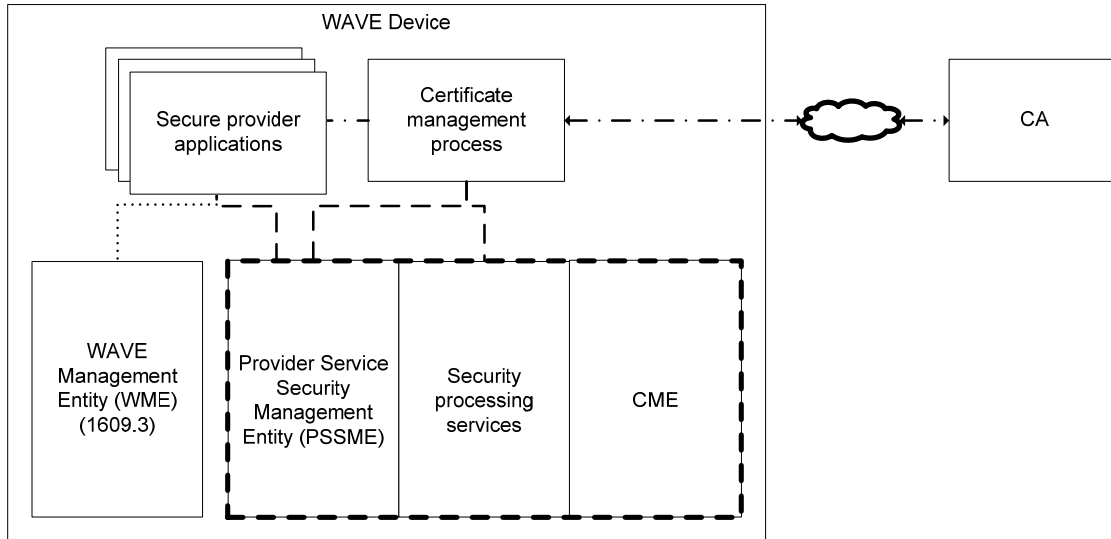 WAVE Device
Secure provider
applications
Certificate
management
process
CA
WAVE
Management
Entity (WME)
(1609.3)
Provider Service
Security
Management
Entity (PSSME)
Security
processing
services
CME